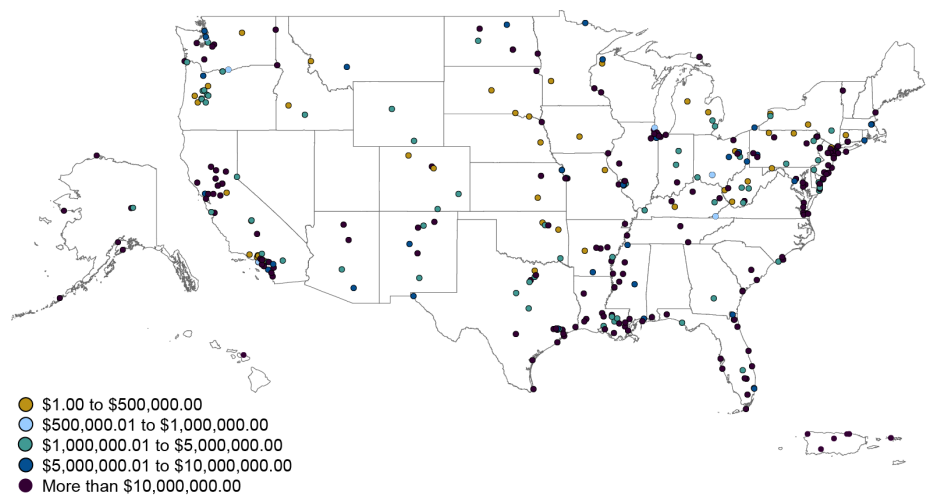 $1.00 to $500,000.00
$500,000.01 to $1,000,000.00
$1,000,000.01 to $5,000,000.00
$5,000,000.01 to $10,000,000.00
More than $10,000,000.00